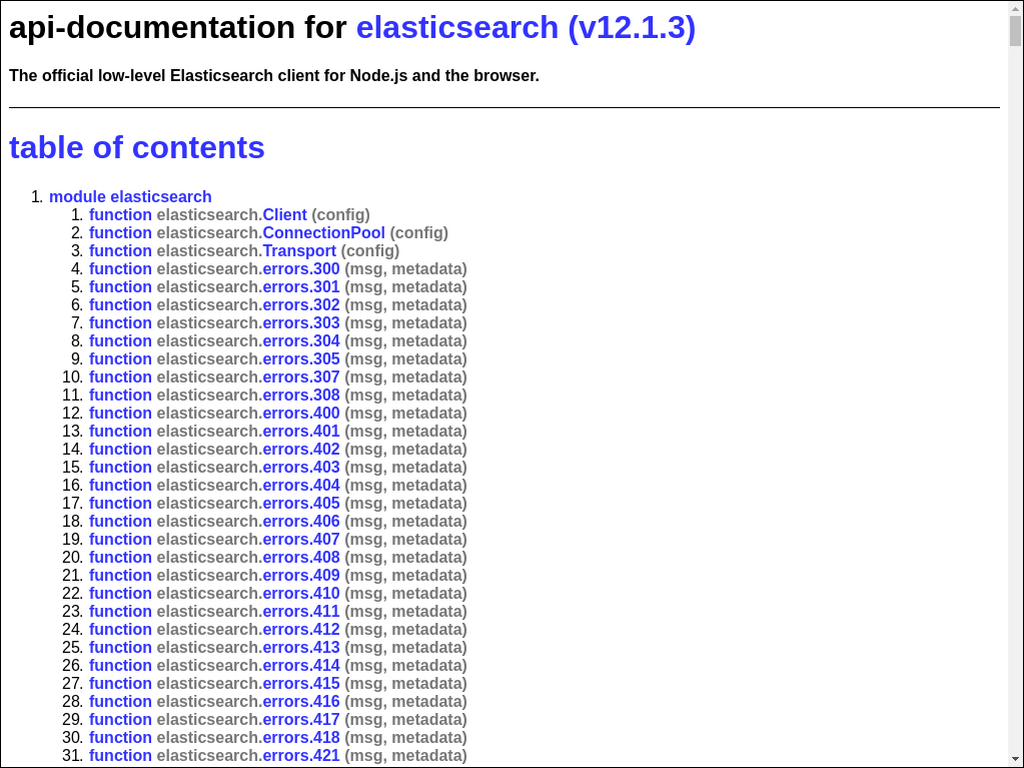 api-documentation for elasticsearch (v12.1.3)
The official low-level Elasticsearch client for Node.js and the browser.
table of contents
1. module elasticsearch
1. function elasticsearch.Client (config)
2. function elasticsearch.ConnectionPool (config)
3. function elasticsearch.Transport (config)
4. function elasticsearch.errors.300 (msg, metadata)
5. function elasticsearch.errors.301 (msg, metadata)
6. function elasticsearch.errors.302 (msg, metadata)
7. function elasticsearch.errors.303 (msg, metadata)
8. function elasticsearch.errors.304 (msg, metadata)
9. function elasticsearch.errors.305 (msg, metadata)
10. function elasticsearch.errors.307 (msg, metadata)
11. function elasticsearch.errors.308 (msg, metadata)
12. function elasticsearch.errors.400 (msg, metadata)
13. function elasticsearch.errors.401 (msg, metadata)
14. function elasticsearch.errors.402 (msg, metadata)
15. function elasticsearch.errors.403 (msg, metadata)
16. function elasticsearch.errors.404 (msg, metadata)
17. function elasticsearch.errors.405 (msg, metadata)
18. function elasticsearch.errors.406 (msg, metadata)
19. function elasticsearch.errors.407 (msg, metadata)
20. function elasticsearch.errors.408 (msg, metadata)
21. function elasticsearch.errors.409 (msg, metadata)
22. function elasticsearch.errors.410 (msg, metadata)
23. function elasticsearch.errors.411 (msg, metadata)
24. function elasticsearch.errors.412 (msg, metadata)
25. function elasticsearch.errors.413 (msg, metadata)
26. function elasticsearch.errors.414 (msg, metadata)
27. function elasticsearch.errors.415 (msg, metadata)
28. function elasticsearch.errors.416 (msg, metadata)
29. function elasticsearch.errors.417 (msg, metadata)
30. function elasticsearch.errors.418 (msg, metadata)
31. function elasticsearch.errors.421 (msg, metadata)